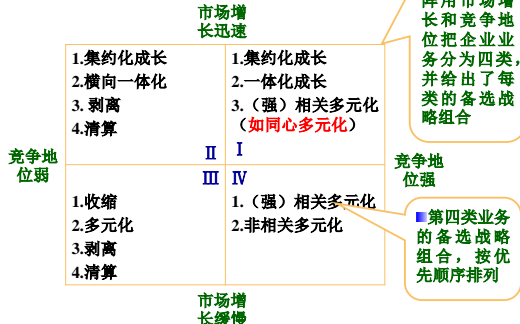 市场增
长迅速
阵用市场增
长和竞争地
位把企业业
务分为四类，
并给出了每
类的备选战
略组合
1.集约化成长
2.横向一体化
3. 剥离
4.清算
1.集约化成长
2.一体化成长
3.（强）相关多元化
（如同心多元化）
竞争地
位弱
Ⅱ Ⅰ
Ⅲ Ⅳ
竞争地
位强
1.收缩
2.多元化
3.剥离
4.清算
1.（强）相关多元化
2.非相关多元化
第四类业务
的备选战略
组合，按优
先顺序排列
市场增
长缓慢